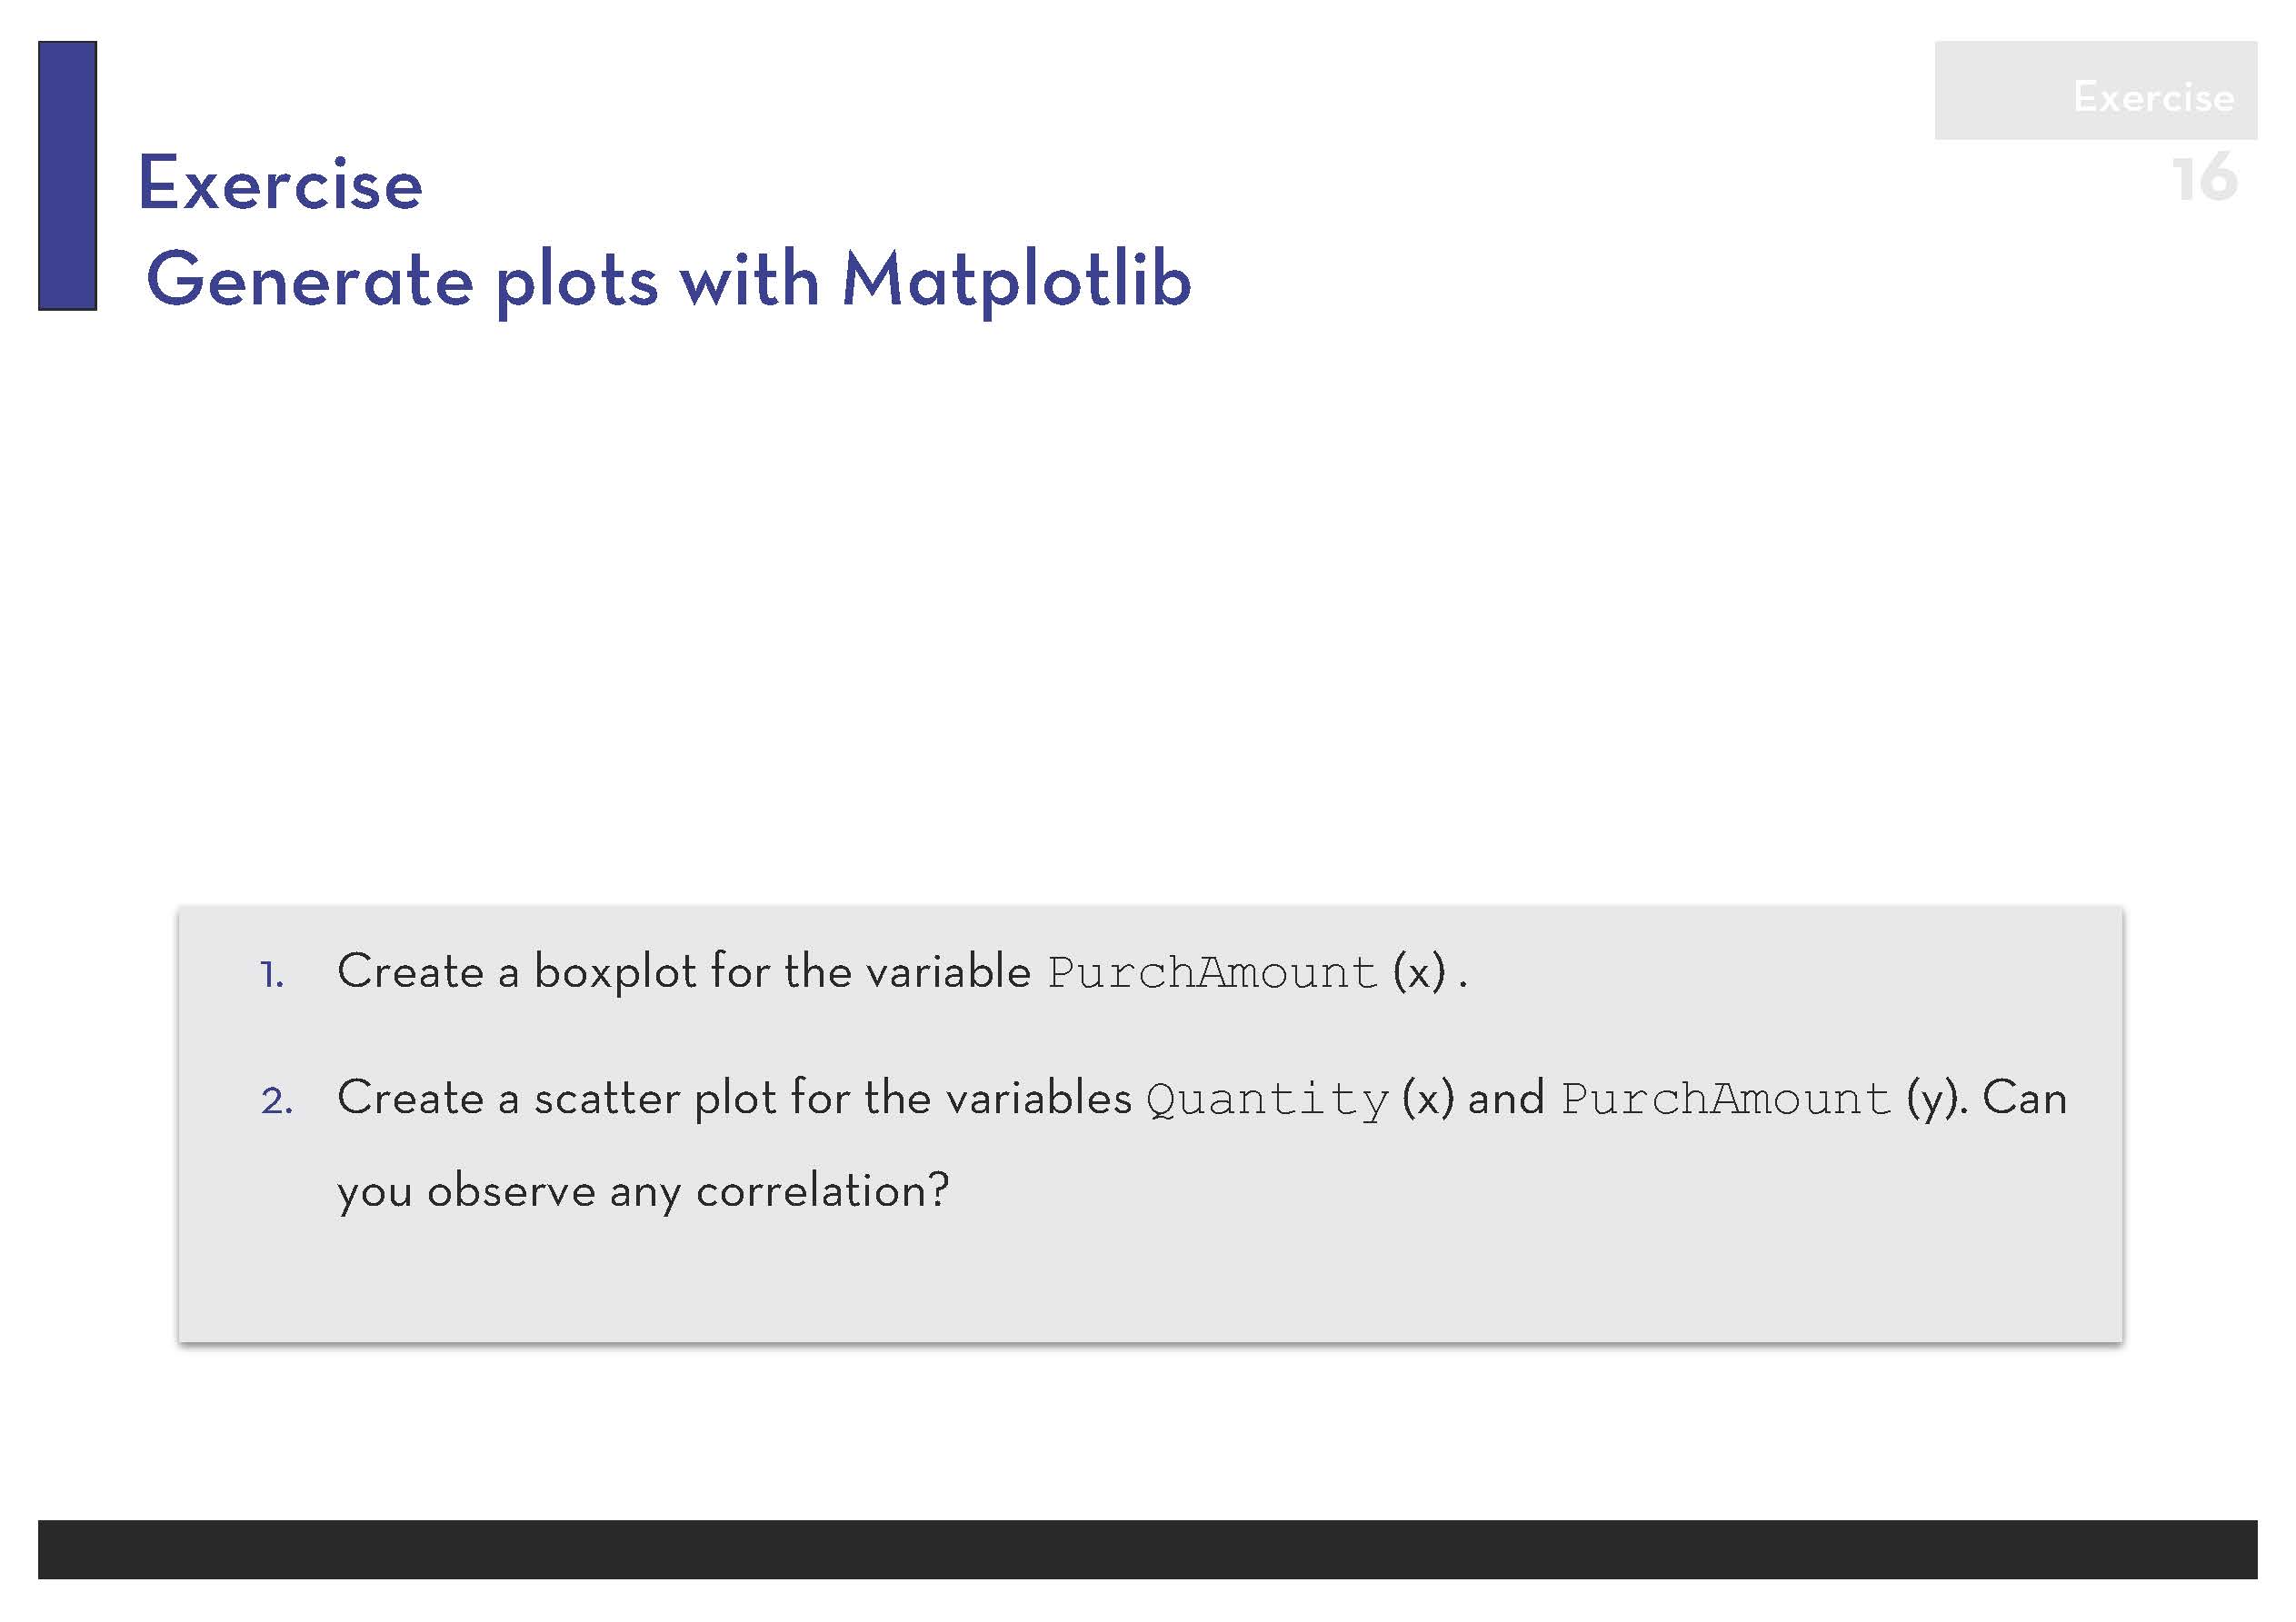 Exercise
16
Exercise
Generate plots with Matplotlib
1. Create a boxplot for the variable PurchAmount (x) .
2. Create a scatter plot for the variables Quantity (x) and PurchAmount (y). Can
you observe any correlation?